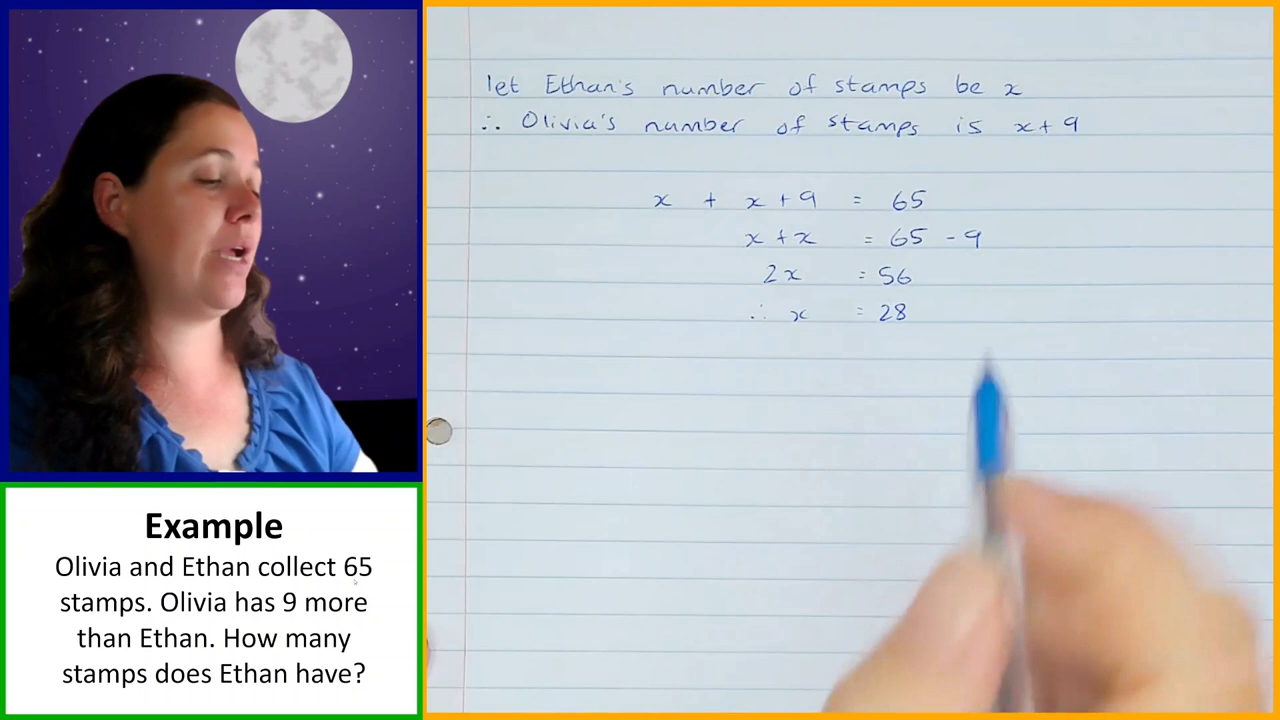 let Ethan's number of stamps be x
∴ Olivia's number of stamps is x+9
x + x+9 = 65
x+x = 65 - 9
2x = 56
∴ x = 28
Example
Olivia and Ethan collect 65
stamps. Olivia has 9 more
than Ethan. How many
stamps does Ethan have?